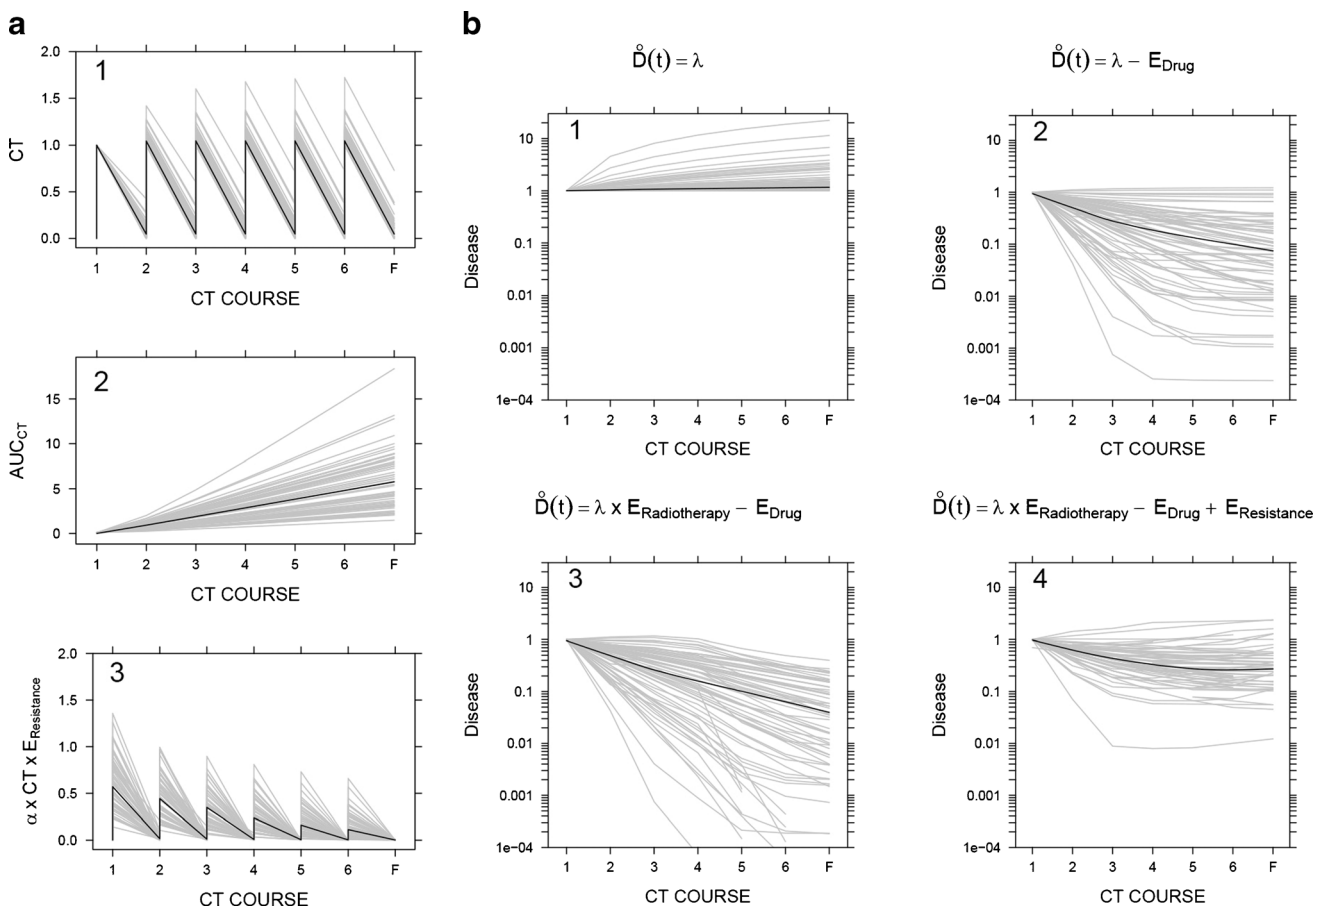 a
1
CT
2.0
1.5
1.0
0.5
0.0
1 2 3 4 5 6 F
CT COURSE
2
AUC_CT
15
10
5
0
1 2 3 4 5 6 F
CT COURSE
3
α x CT x E_Resistance
2.0
1.5
1.0
0.5
0.0
1 2 3 4 5 6 F
CT COURSE
b
D̊(t) = λ
1
Disease
10
1
0.1
0.01
0.001
1e−04
1 2 3 4 5 6 F
CT COURSE
D̊(t) = λ − E_Drug
2
Disease
10
1
0.1
0.01
0.001
1e−04
1 2 3 4 5 6 F
CT COURSE
D̊(t) = λ x E_Radiotherapy − E_Drug
3
Disease
10
1
0.1
0.01
0.001
1e−04
1 2 3 4 5 6 F
CT COURSE
D̊(t) = λ x E_Radiotherapy − E_Drug + E_Resistance
4
Disease
10
1
0.1
0.01
0.001
1e−04
1 2 3 4 5 6 F
CT COURSE